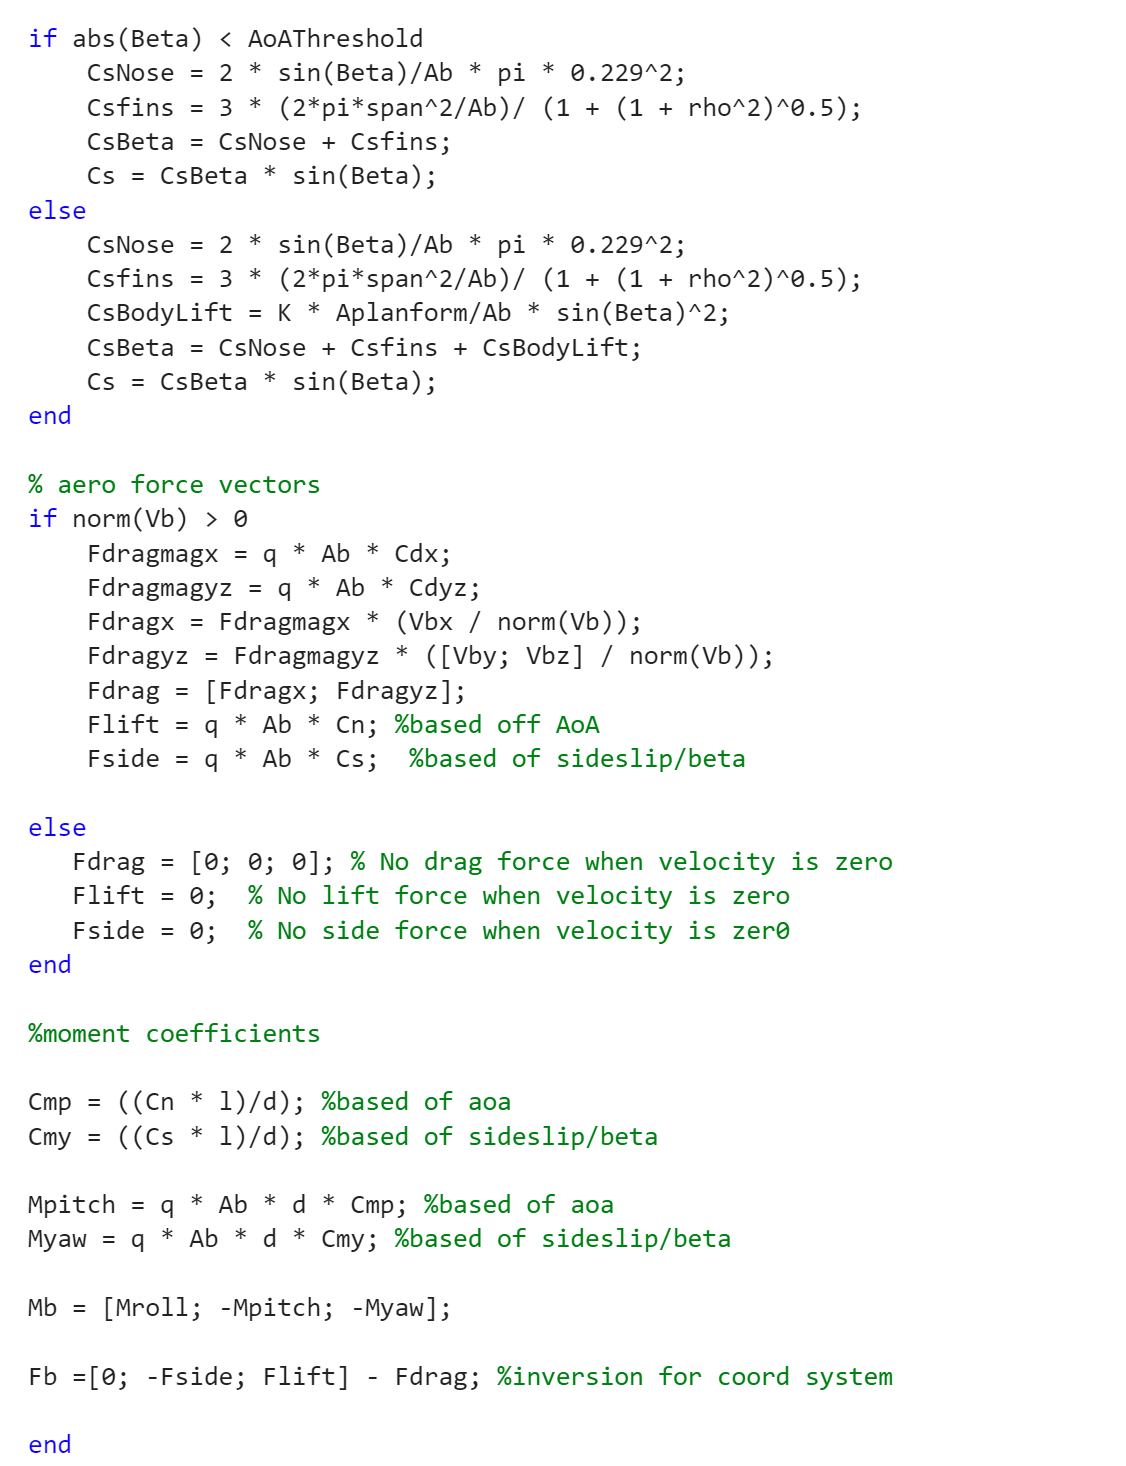 if abs(Beta) < AoAThreshold
    CsNose = 2 * sin(Beta)/Ab * pi * 0.229^2;
    Csfins = 3 * (2*pi*span^2/Ab)/ (1 + (1 + rho^2)^0.5);
    CsBeta = CsNose + Csfins;
    Cs = CsBeta * sin(Beta);
else
    CsNose = 2 * sin(Beta)/Ab * pi * 0.229^2;
    Csfins = 3 * (2*pi*span^2/Ab)/ (1 + (1 + rho^2)^0.5);
    CsBodyLift = K * Aplanform/Ab * sin(Beta)^2;
    CsBeta = CsNose + Csfins + CsBodyLift;
    Cs = CsBeta * sin(Beta);
end

% aero force vectors
if norm(Vb) > 0
    Fdragmagx = q * Ab * Cdx;
    Fdragmagyz = q * Ab * Cdyz;
    Fdragx = Fdragmagx * (Vbx / norm(Vb));
    Fdragyz = Fdragmagyz * ([Vby; Vbz] / norm(Vb));
    Fdrag = [Fdragx; Fdragyz];
    Flift = q * Ab * Cn; %based off AoA
    Fside = q * Ab * Cs;  %based of sideslip/beta

else
   Fdrag = [0; 0; 0]; % No drag force when velocity is zero
   Flift = 0;  % No lift force when velocity is zero
   Fside = 0;  % No side force when velocity is zer0
end

%moment coefficients

Cmp = ((Cn * l)/d); %based of aoa
Cmy = ((Cs * l)/d); %based of sideslip/beta

Mpitch = q * Ab * d * Cmp; %based of aoa
Myaw = q * Ab * d * Cmy; %based of sideslip/beta

Mb = [Mroll; -Mpitch; -Myaw];

Fb =[0; -Fside; Flift] - Fdrag; %inversion for coord system

end